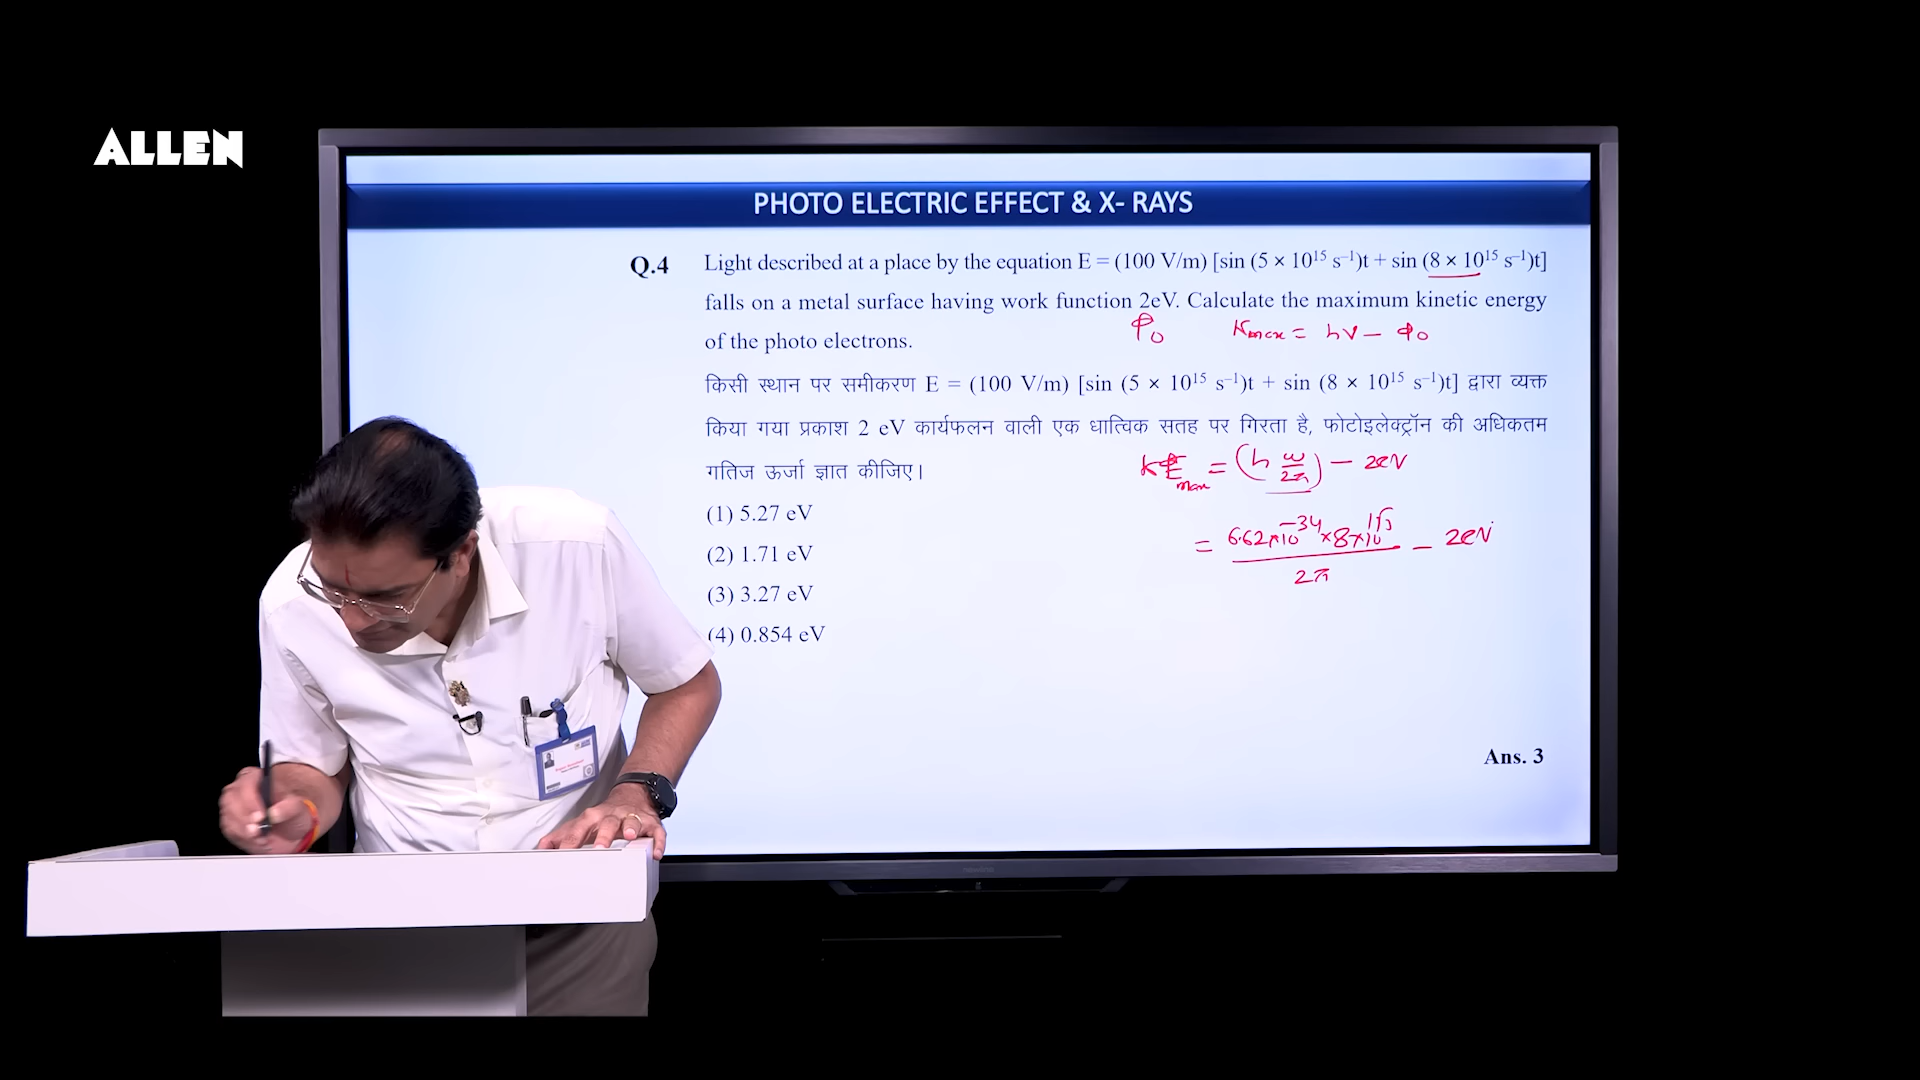 ALLEN
PHOTO ELECTRIC EFFECT & X- RAYS
Q.4 Light described at a place by the equation E = (100 V/m) [sin (5 × 10¹⁵ s⁻¹)t + sin (8 × 10¹⁵ s⁻¹)t]
falls on a metal surface having work function 2eV. Calculate the maximum kinetic energy
of the photo electrons.
φ₀ Kmax = hν − φ₀
किसी स्थान पर समीकरण E = (100 V/m) [sin (5 × 10¹⁵ s⁻¹)t + sin (8 × 10¹⁵ s⁻¹)t] द्वारा व्यक्त
किया गया प्रकाश 2 eV कार्यफलन वाली एक धात्विक सतह पर गिरता है, फोटोइलेक्ट्रॉन की अधिकतम
गतिज ऊर्जा ज्ञात कीजिए।
KEmax = (h ω/2π) − 2eV
(1) 5.27 eV
= 6.62×10⁻³⁴×8×10¹⁵/2π − 2eV
(2) 1.71 eV
(3) 3.27 eV
(4) 0.854 eV
Ans. 3